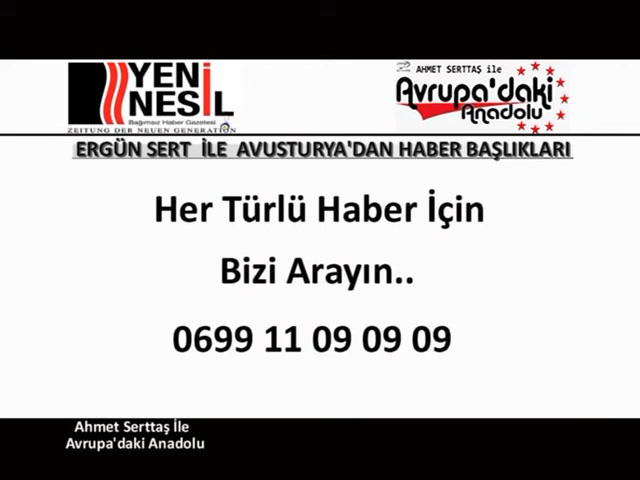 YENİ
NESİL
Bağımsız Haber Gazetesi
ZEITUNG DER NEUEN GENERATION
AHMET SERTTAŞ ile
Avrupa'daki
Anadolu
ERGÜN SERT İLE AVUSTURYA'DAN HABER BAŞLIKLARI
Her Türlü Haber İçin
Bizi Arayın..
0699 11 09 09 09
Ahmet Serttaş İle
Avrupa'daki Anadolu